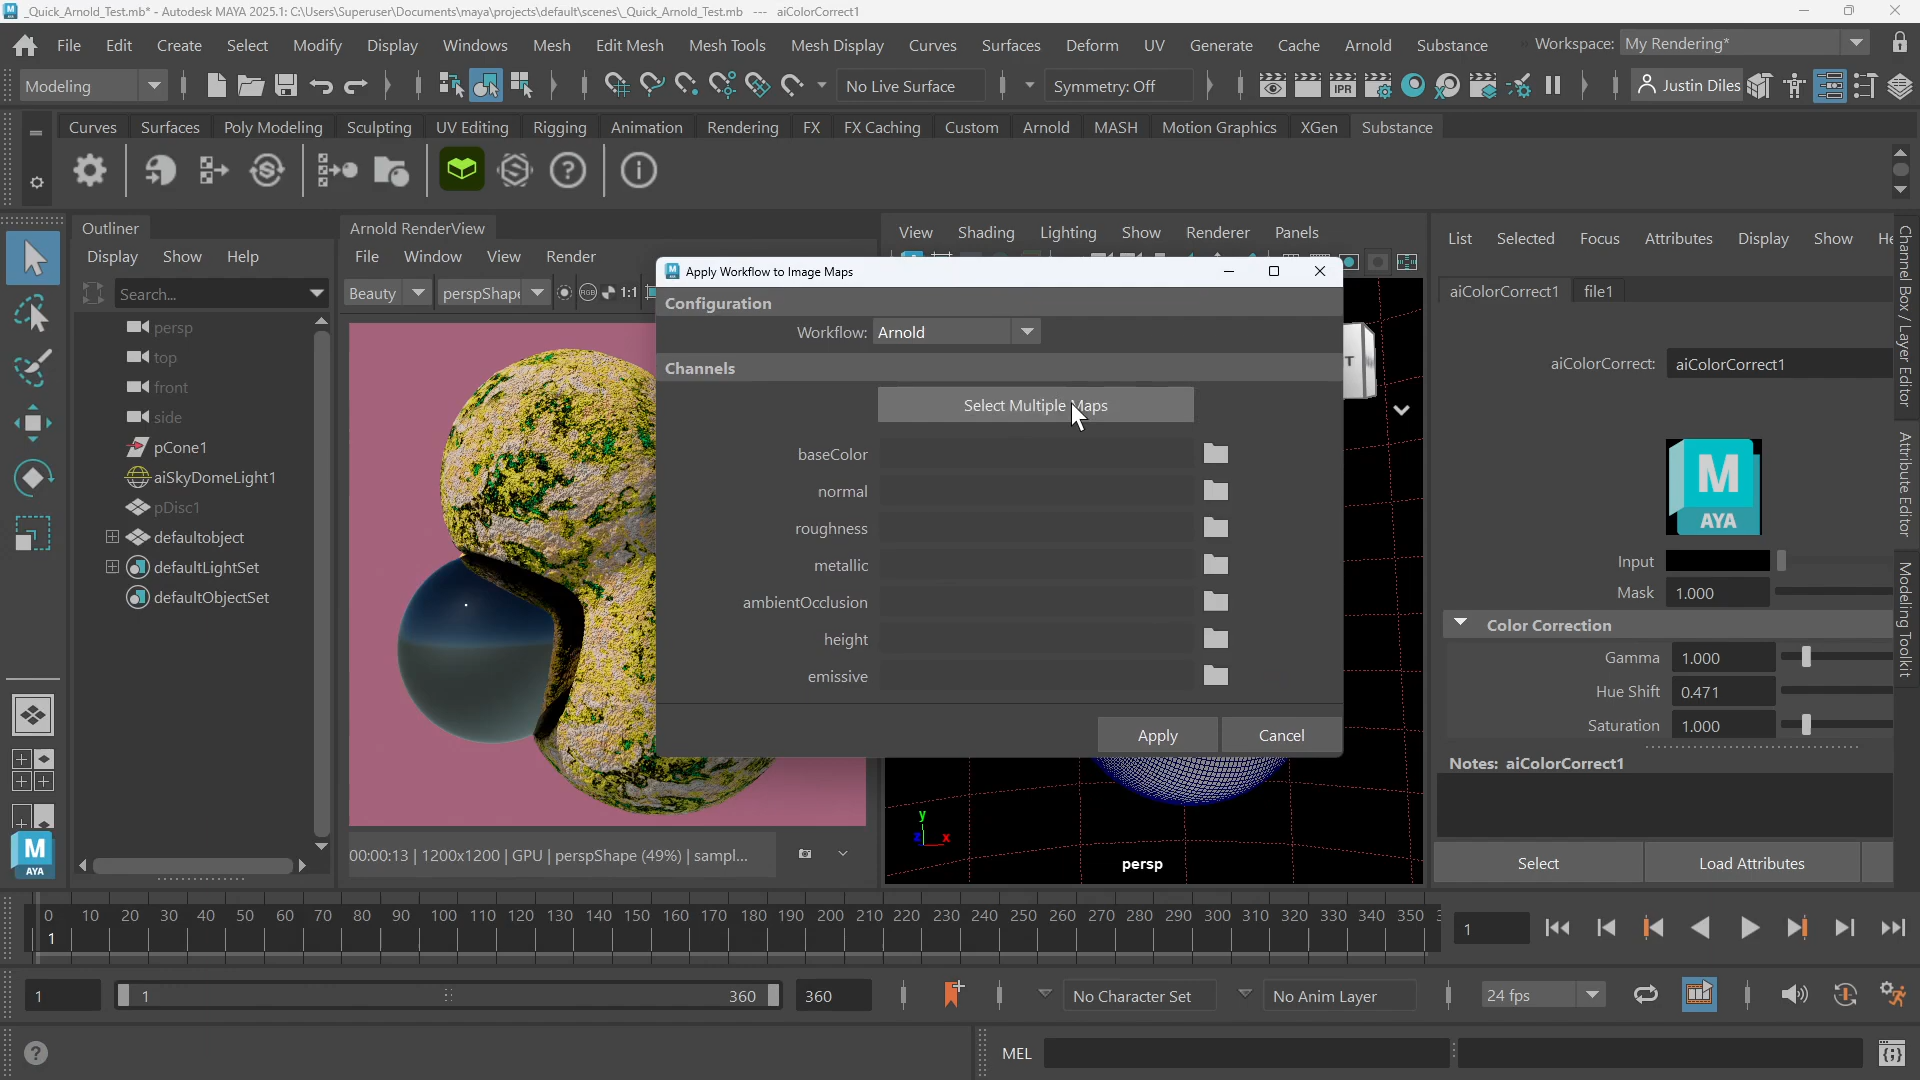 _Quick_Arnold_Test.mb* - Autodesk MAYA 2025.1: C:\Users\Superuser\Documents\maya\projects\default\scenes\_Quick_Arnold_Test.mb --- aiColorCorrect1
File Edit Create Select Modify Display Windows Mesh Edit Mesh Mesh Tools Mesh Display Curves Surfaces Deform UV Generate Cache Arnold Substance Workspace: My Rendering*
Modeling No Live Surface Symmetry: Off IPR Justin Diles
Curves Surfaces Poly Modeling Sculpting UV Editing Rigging Animation Rendering FX FX Caching Custom Arnold MASH Motion Graphics XGen Substance
Outliner
Display Show Help
Search...
persp
top
front
side
pCone1
aiSkyDomeLight1
pDisc1
defaultobject
defaultLightSet
defaultObjectSet
M
AYA
Arnold RenderView
File Window View Render
Beauty perspShape RGB 1:1
00:00:13 | 1200x1200 | GPU | perspShape (49%) | sampl...
View Shading Lighting Show Renderer Panels
T
y
z x
persp
Apply Workflow to Image Maps
Configuration
Workflow: Arnold
Channels
Select Multiple Maps
baseColor
normal
roughness
metallic
ambientOcclusion
height
emissive
Apply Cancel
List Selected Focus Attributes Display Show He
aiColorCorrect1 file1
aiColorCorrect: aiColorCorrect1
M
AYA
Input
Mask 1.000
Color Correction
Gamma 1.000
Hue Shift 0.471
Saturation 1.000
Notes: aiColorCorrect1
Select Load Attributes
Channel Box / Layer Editor
Attribute Editor
Modeling Toolkit
0 10 20 30 40 50 60 70 80 90 100 110 120 130 140 150 160 170 180 190 200 210 220 230 240 250 260 270 280 290 300 310 320 330 340 350
1
1
1 1 360 360 No Character Set No Anim Layer 24 fps
MEL